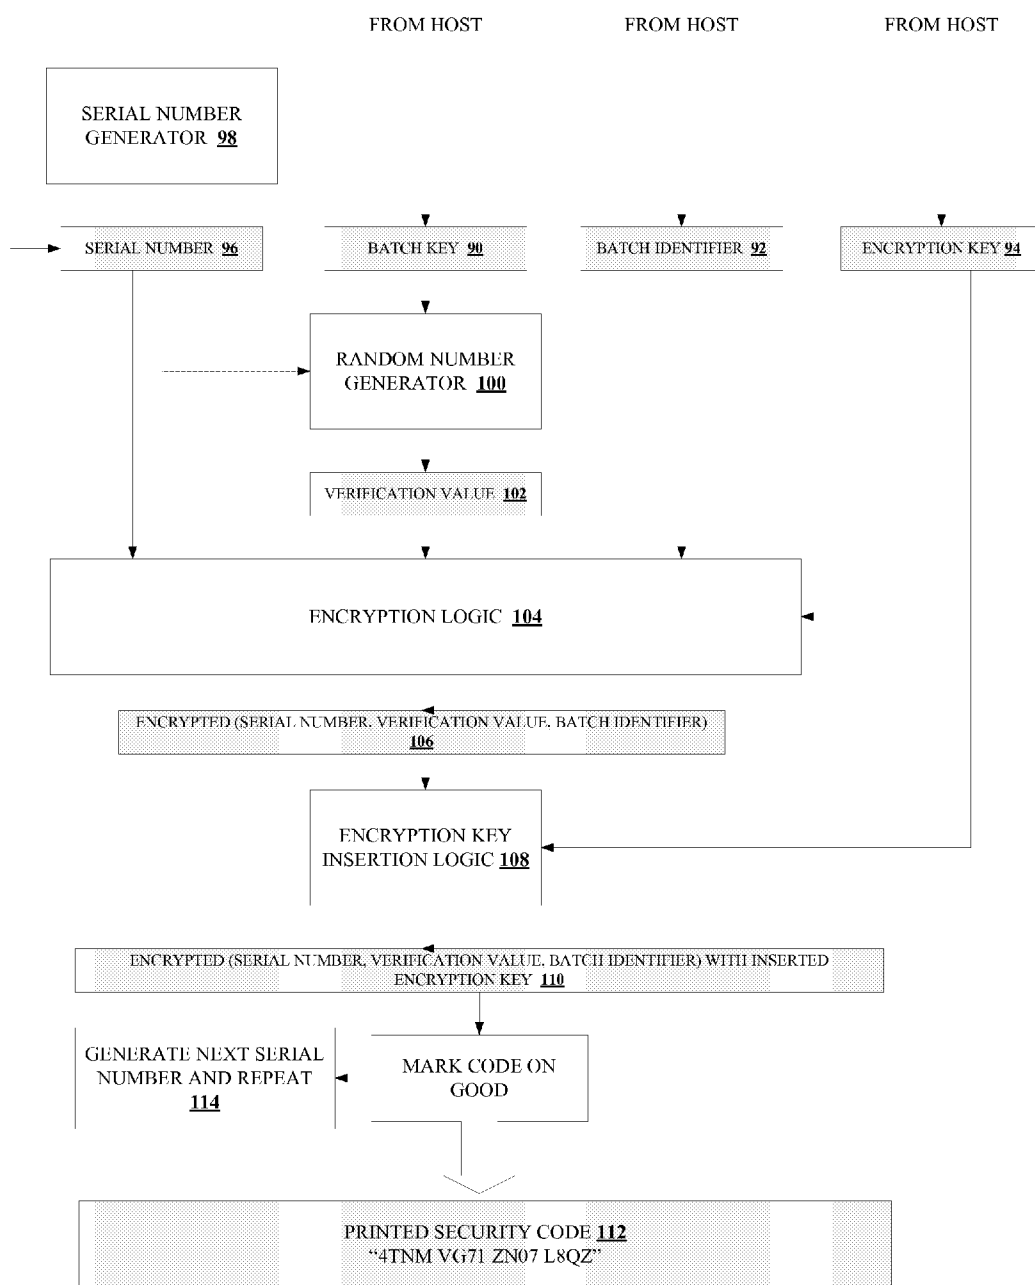 FROM HOST
FROM HOST
FROM HOST
SERIAL NUMBER
GENERATOR 98
SERIAL NUMBER 96
BATCH KEY 90
BATCH IDENTIFIER 92
ENCRYPTION KEY 94
RANDOM NUMBER
GENERATOR 100
VERIFICATION VALUE 102
ENCRYPTION LOGIC 104
ENCRYPTED (SERIAL NUMBER, VERIFICATION VALUE, BATCH IDENTIFIER)
106
ENCRYPTION KEY
INSERTION LOGIC 108
ENCRYPTED (SERIAL NUMBER, VERIFICATION VALUE, BATCH IDENTIFIER) WITH INSERTED
ENCRYPTION KEY 110
GENERATE NEXT SERIAL
NUMBER AND REPEAT
114
MARK CODE ON
GOOD
PRINTED SECURITY CODE 112
“4TNM VG71 ZN07 L8QZ”